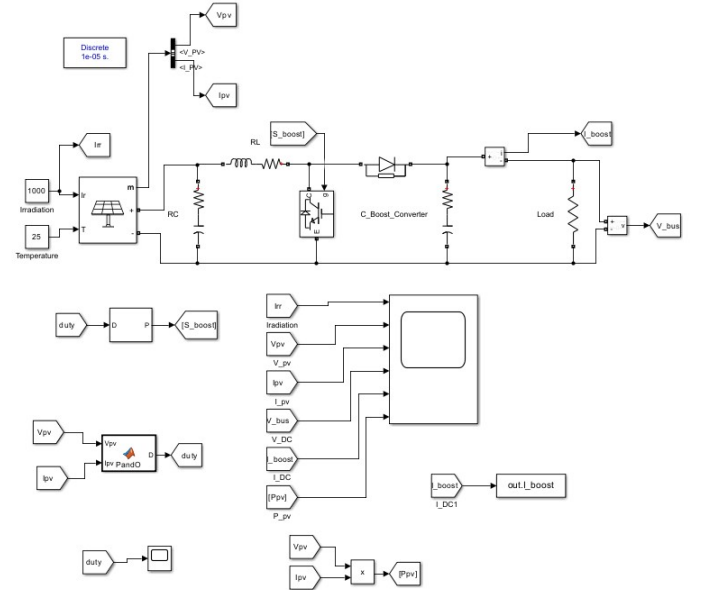 Vpv
Discrete
1e-05 s.
<V_PV>
<I_PV>
Ipv
Irr
[S_boost]
I_boost
RL
1000
Ir
m
+
Irradiation
25
T
-
Temperature
RC
g
C
E
C_Boost_Converter
+
i
-
Load
+
-
v
V_bus
duty
D
P
[S_boost]
Irr
Iradiation
Vpv
V_pv
Ipv
I_pv
V_bus
V_DC
I_boost
I_DC
[Ppv]
P_pv
Vpv
Ipv
Vpv
Ipv
PandO
D
duty
I_boost
I_DC1
out.I_boost
duty
Vpv
Ipv
x
[Ppv]